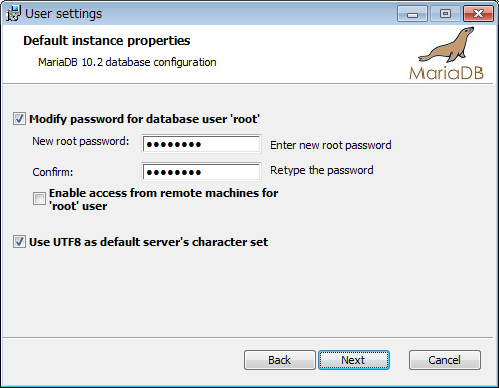 User settings
Default instance properties
MariaDB 10.2 database configuration
MariaDB
Modify password for database user 'root'
New root password: ●●●●●●●● Enter new root password
Confirm: ●●●●●●●● Retype the password
Enable access from remote machines for
'root' user
Use UTF8 as default server's character set
Back Next Cancel